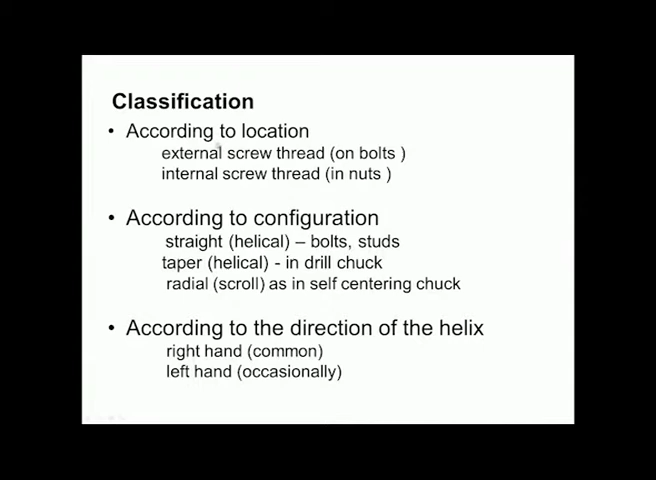 Classification
• According to location
external screw thread (on bolts )
internal screw thread (in nuts )
• According to configuration
straight (helical) – bolts, studs
taper (helical) - in drill chuck
radial (scroll) as in self centering chuck
• According to the direction of the helix
right hand (common)
left hand (occasionally)